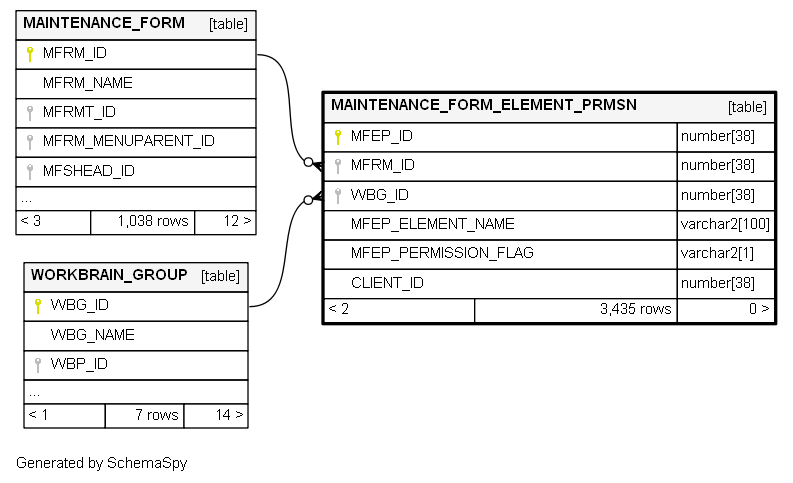 MAINTENANCE_FORM [table]
MFRM_ID
MFRM_NAME
MFRMT_ID
MFRM_MENUPARENT_ID
MFSHEAD_ID
...
< 3 1,038 rows 12 >
MAINTENANCE_FORM_ELEMENT_PRMSN [table]
MFEP_ID number[38]
MFRM_ID number[38]
WBG_ID number[38]
MFEP_ELEMENT_NAME varchar2[100]
MFEP_PERMISSION_FLAG varchar2[1]
CLIENT_ID number[38]
< 2 3,435 rows 0 >
WORKBRAIN_GROUP [table]
WBG_ID
WBG_NAME
WBP_ID
...
< 1 7 rows 14 >
Generated by SchemaSpy